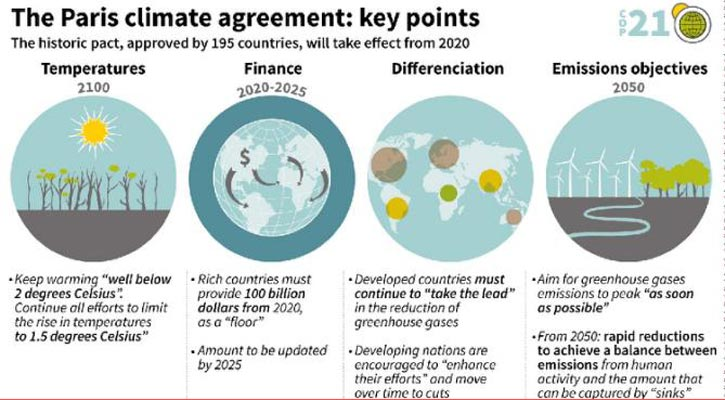 The Paris climate agreement: key points
COP 21
The historic pact, approved by 195 countries, will take effect from 2020
Temperatures
2100
•Keep warming “well below
2 degrees Celsius”.
Continue all efforts to limit
the rise in temperatures
to 1.5 degrees Celsius”
Finance
2020-2025
$
•Rich countries must
provide 100 billion
dollars from 2020,
as a “floor”
•Amount to be updated
by 2025
Differenciation
•Developed countries must
continue to “take the lead”
in the reduction of
greenhouse gases
•Developing nations are
encouraged to “enhance
their efforts” and move
over time to cuts
Emissions objectives
2050
•Aim for greenhouse gases
emissions to peak “as soon
as possible”
•From 2050: rapid reductions
to achieve a balance between
emissions from human
activity and the amount that
can be captured by “sinks”